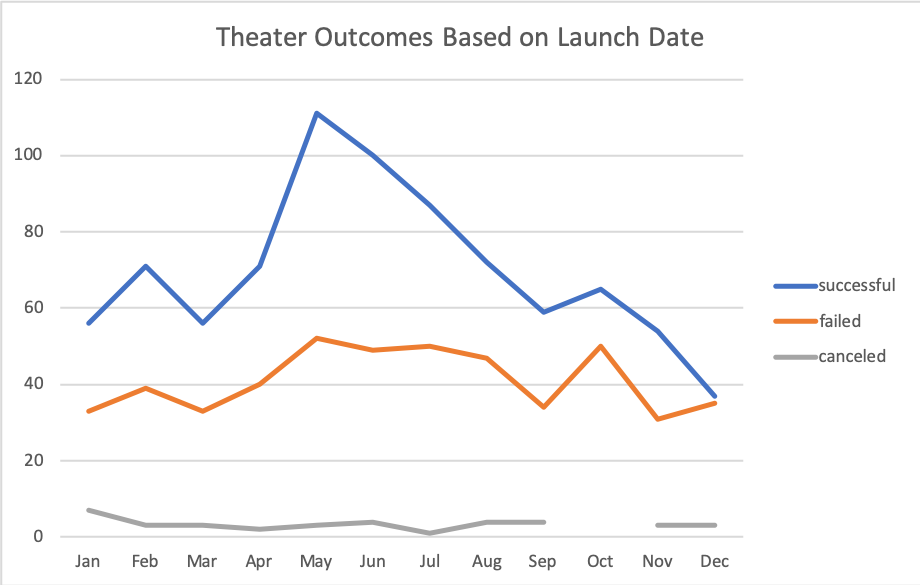 Theater Outcomes Based on Launch Date
120
100
80
60
40
20
0
Jan Feb Mar Apr May Jun Jul Aug Sep Oct Nov Dec
successful
failed
canceled